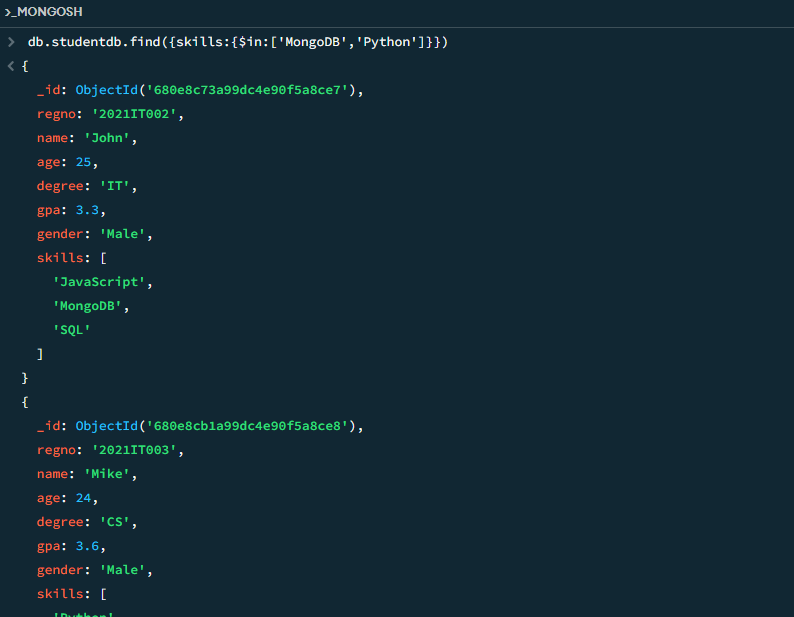 >_MONGOSH
> db.studentdb.find({skills:{$in:['MongoDB','Python']}})
< {
_id: ObjectId('680e8c73a99dc4e90f5a8ce7'),
regno: '2021IT002',
name: 'John',
age: 25,
degree: 'IT',
gpa: 3.3,
gender: 'Male',
skills: [
'JavaScript',
'MongoDB',
'SQL'
]
}
{
_id: ObjectId('680e8cb1a99dc4e90f5a8ce8'),
regno: '2021IT003',
name: 'Mike',
age: 24,
degree: 'CS',
gpa: 3.6,
gender: 'Male',
skills: [
'Python'